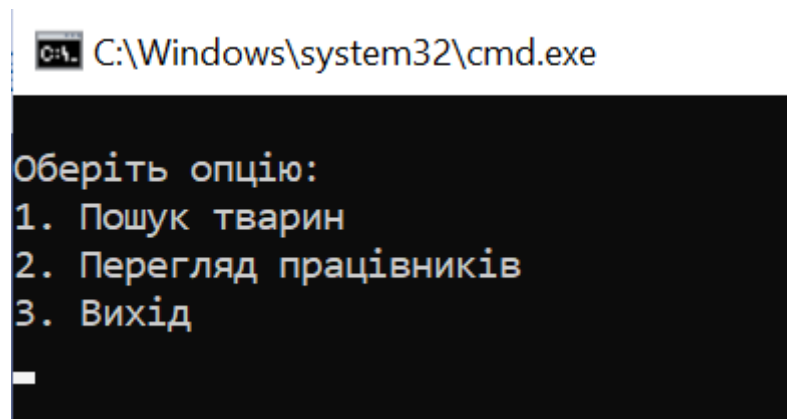 C:\Windows\system32\cmd.exe
Оберіть опцію:
1. Пошук тварин
2. Перегляд працівників
3. Вихід